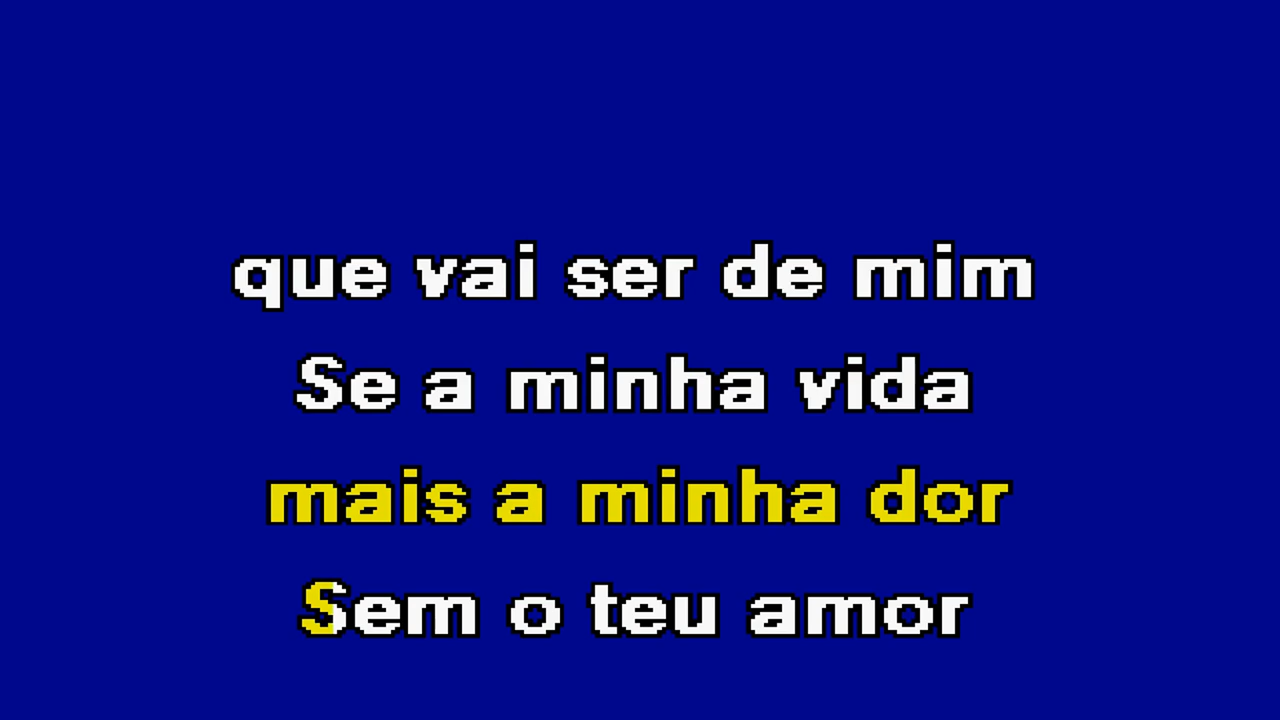 que vai ser de mim
Se a minha vida
mais a minha dor
Sem o teu amor